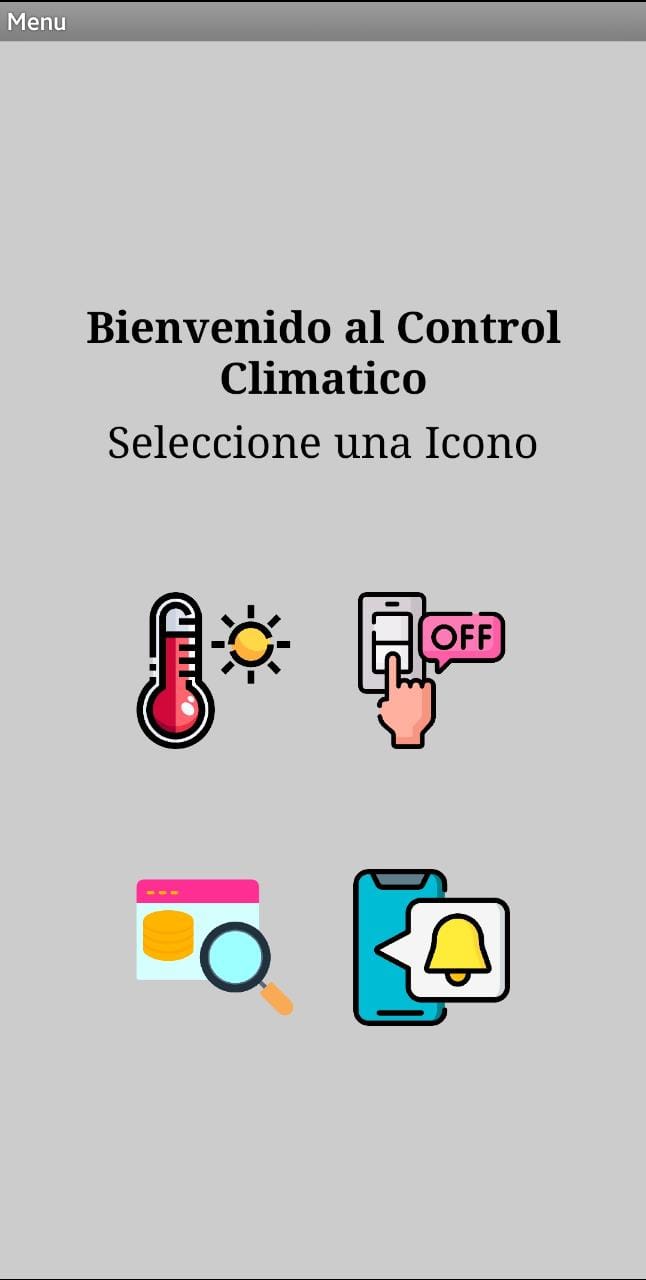 Menu
Bienvenido al Control
Climatico
Seleccione una Icono
OFF